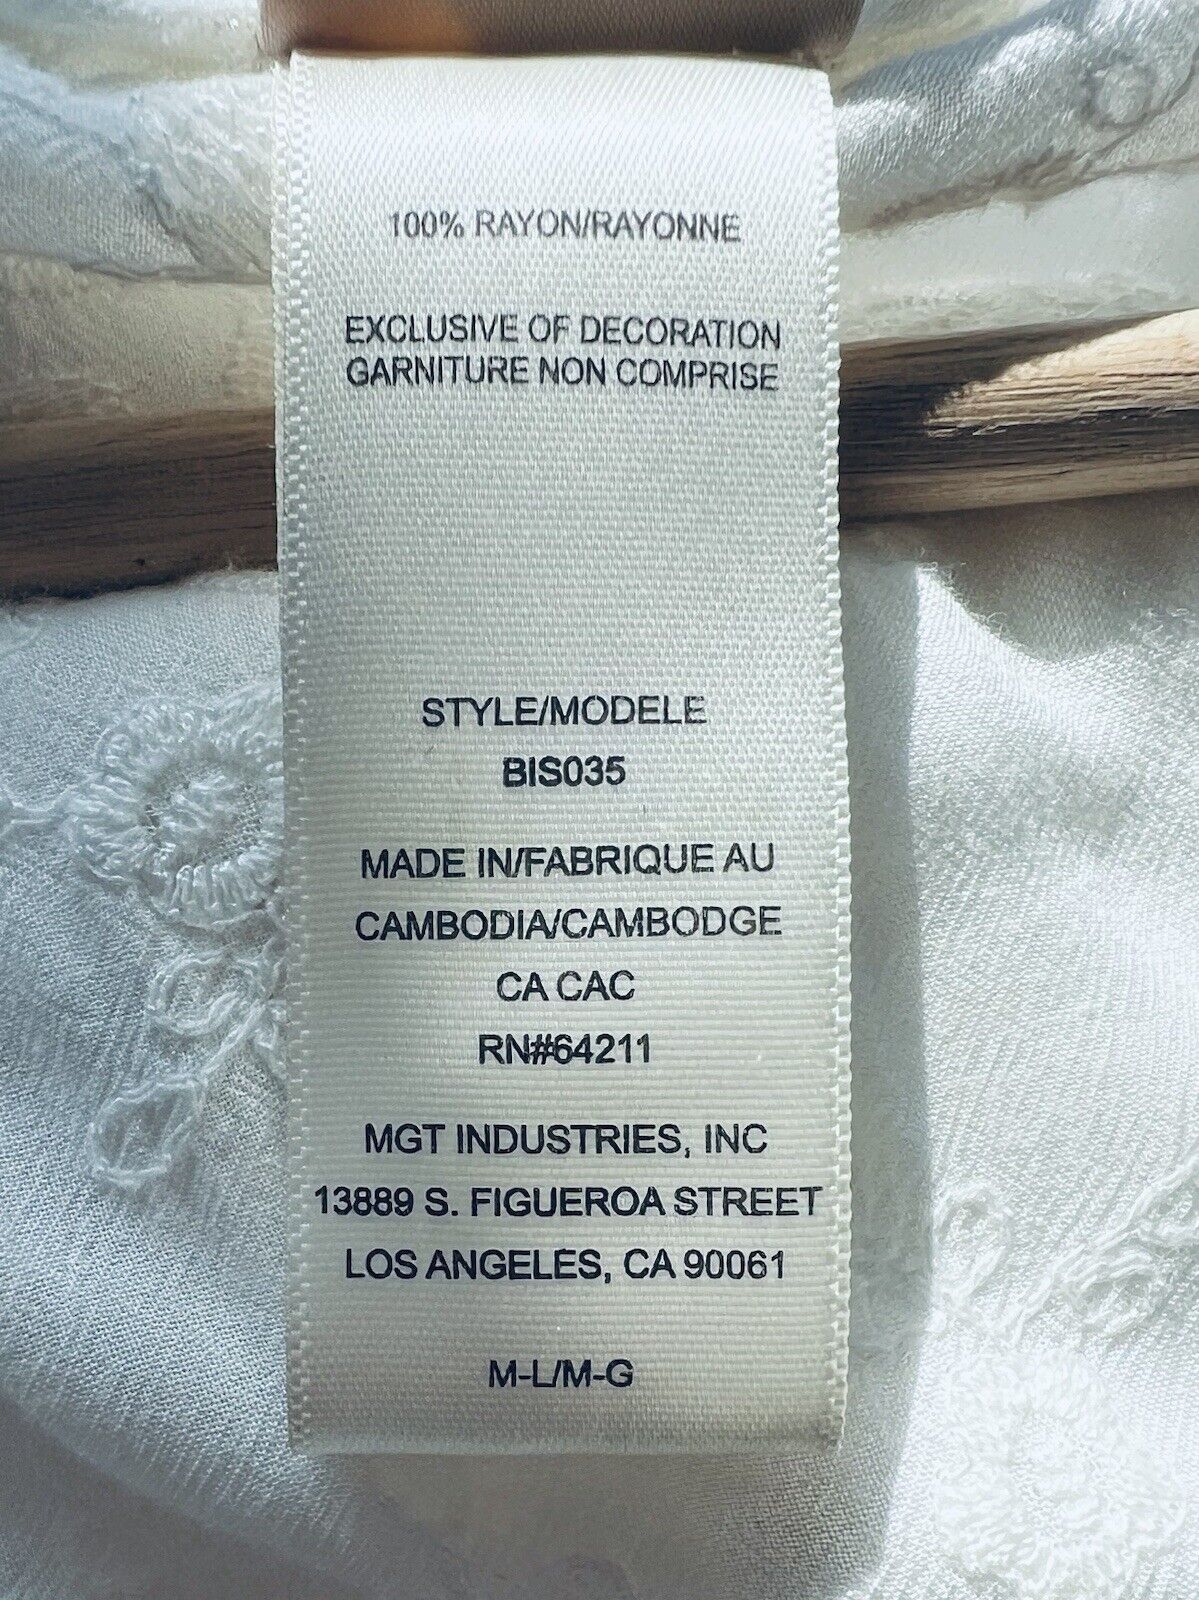 100% RAYON/RAYONNE
EXCLUSIVE OF DECORATION
GARNITURE NON COMPRISE
STYLE/MODELE
BIS035
MADE IN/FABRIQUE AU
CAMBODIA/CAMBODGE
CA CAC
RN#64211
MGT INDUSTRIES, INC
13889 S. FIGUEROA STREET
LOS ANGELES, CA 90061
M-L/M-G